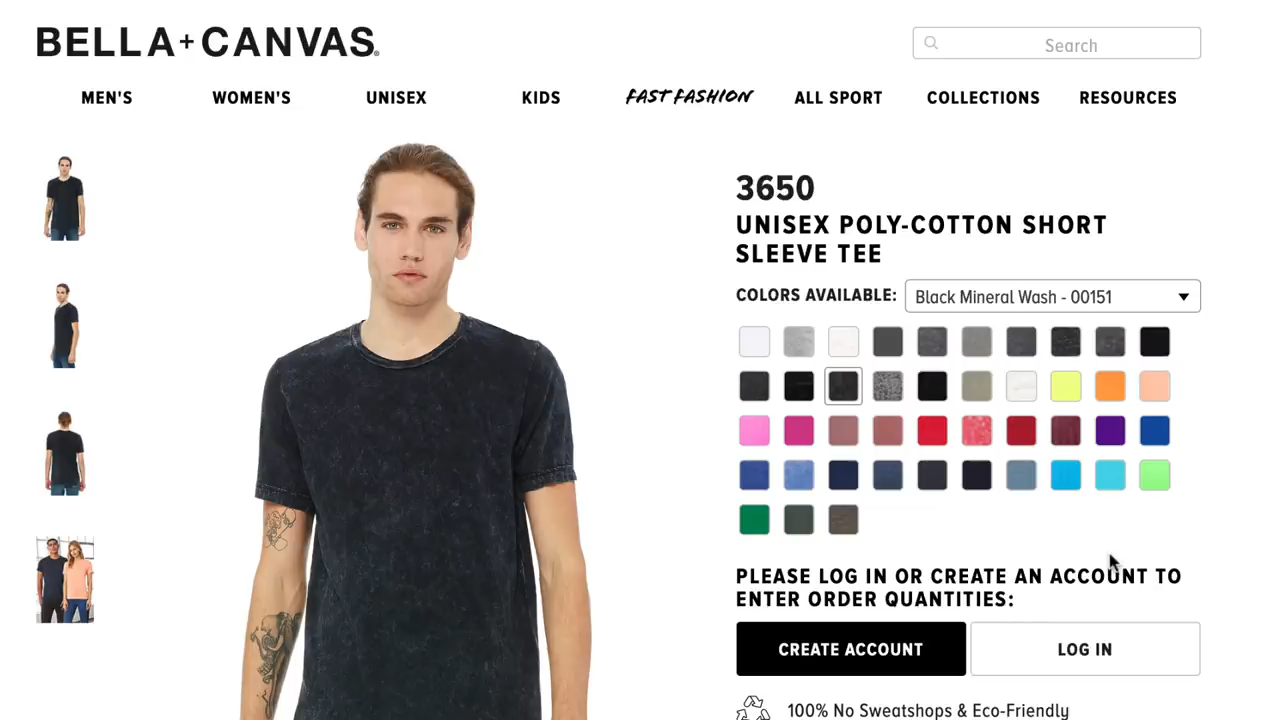 BELLA+CANVAS®
Search
MEN'S WOMEN'S UNISEX KIDS FAST FASHION ALL SPORT COLLECTIONS RESOURCES
3650
UNISEX POLY-COTTON SHORT
SLEEVE TEE
COLORS AVAILABLE: Black Mineral Wash - 00151
PLEASE LOG IN OR CREATE AN ACCOUNT TO
ENTER ORDER QUANTITIES:
CREATE ACCOUNT LOG IN
100% No Sweatshops & Eco-Friendly